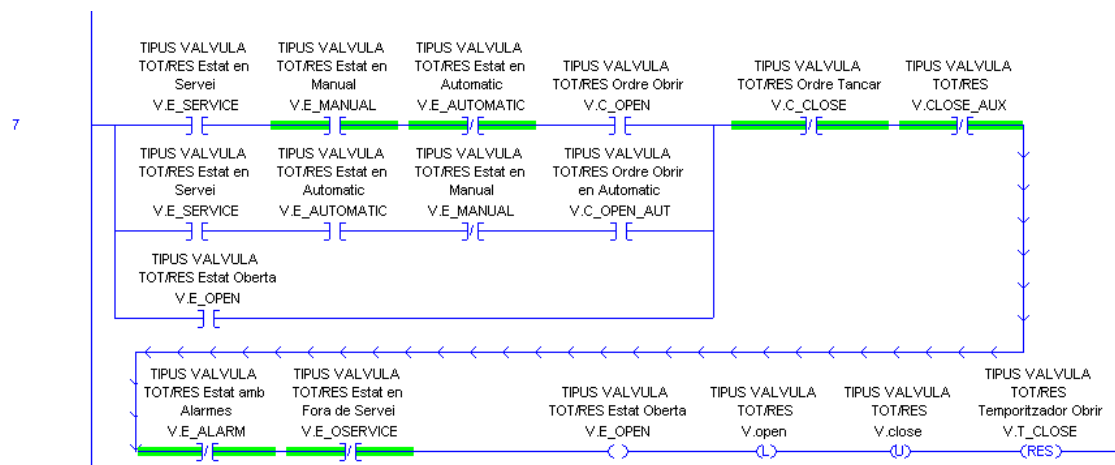 TIPUS VALVULA TIPUS VALVULA TIPUS VALVULA
TOT/RES Estat en TOT/RES Estat en TOT/RES Estat en TIPUS VALVULA TIPUS VALVULA TIPUS VALVULA
Servei Manual Automatic TOT/RES Ordre Obrir TOT/RES Ordre Tancar TOT/RES
V.E_SERVICE V.E_MANUAL V.E_AUTOMATIC V.C_OPEN V.C_CLOSE V.CLOSE_AUX
7
TIPUS VALVULA TIPUS VALVULA TIPUS VALVULA TIPUS VALVULA
TOT/RES Estat en TOT/RES Estat en TOT/RES Estat en TOT/RES Ordre Obrir
Servei Automatic Manual en Automatic
V.E_SERVICE V.E_AUTOMATIC V.E_MANUAL V.C_OPEN_AUT
TIPUS VALVULA
TOT/RES Estat Oberta
V.E_OPEN
TIPUS VALVULA TIPUS VALVULA TIPUS VALVULA
TOT/RES Estat amb TOT/RES Estat en TIPUS VALVULA TIPUS VALVULA TIPUS VALVULA TOT/RES
Alarmes Fora de Servei TOT/RES Estat Oberta TOT/RES TOT/RES Temporitzador Obrir
V.E_ALARM V.E_OSERVICE V.E_OPEN V.open V.close V.T_CLOSE
L U RES